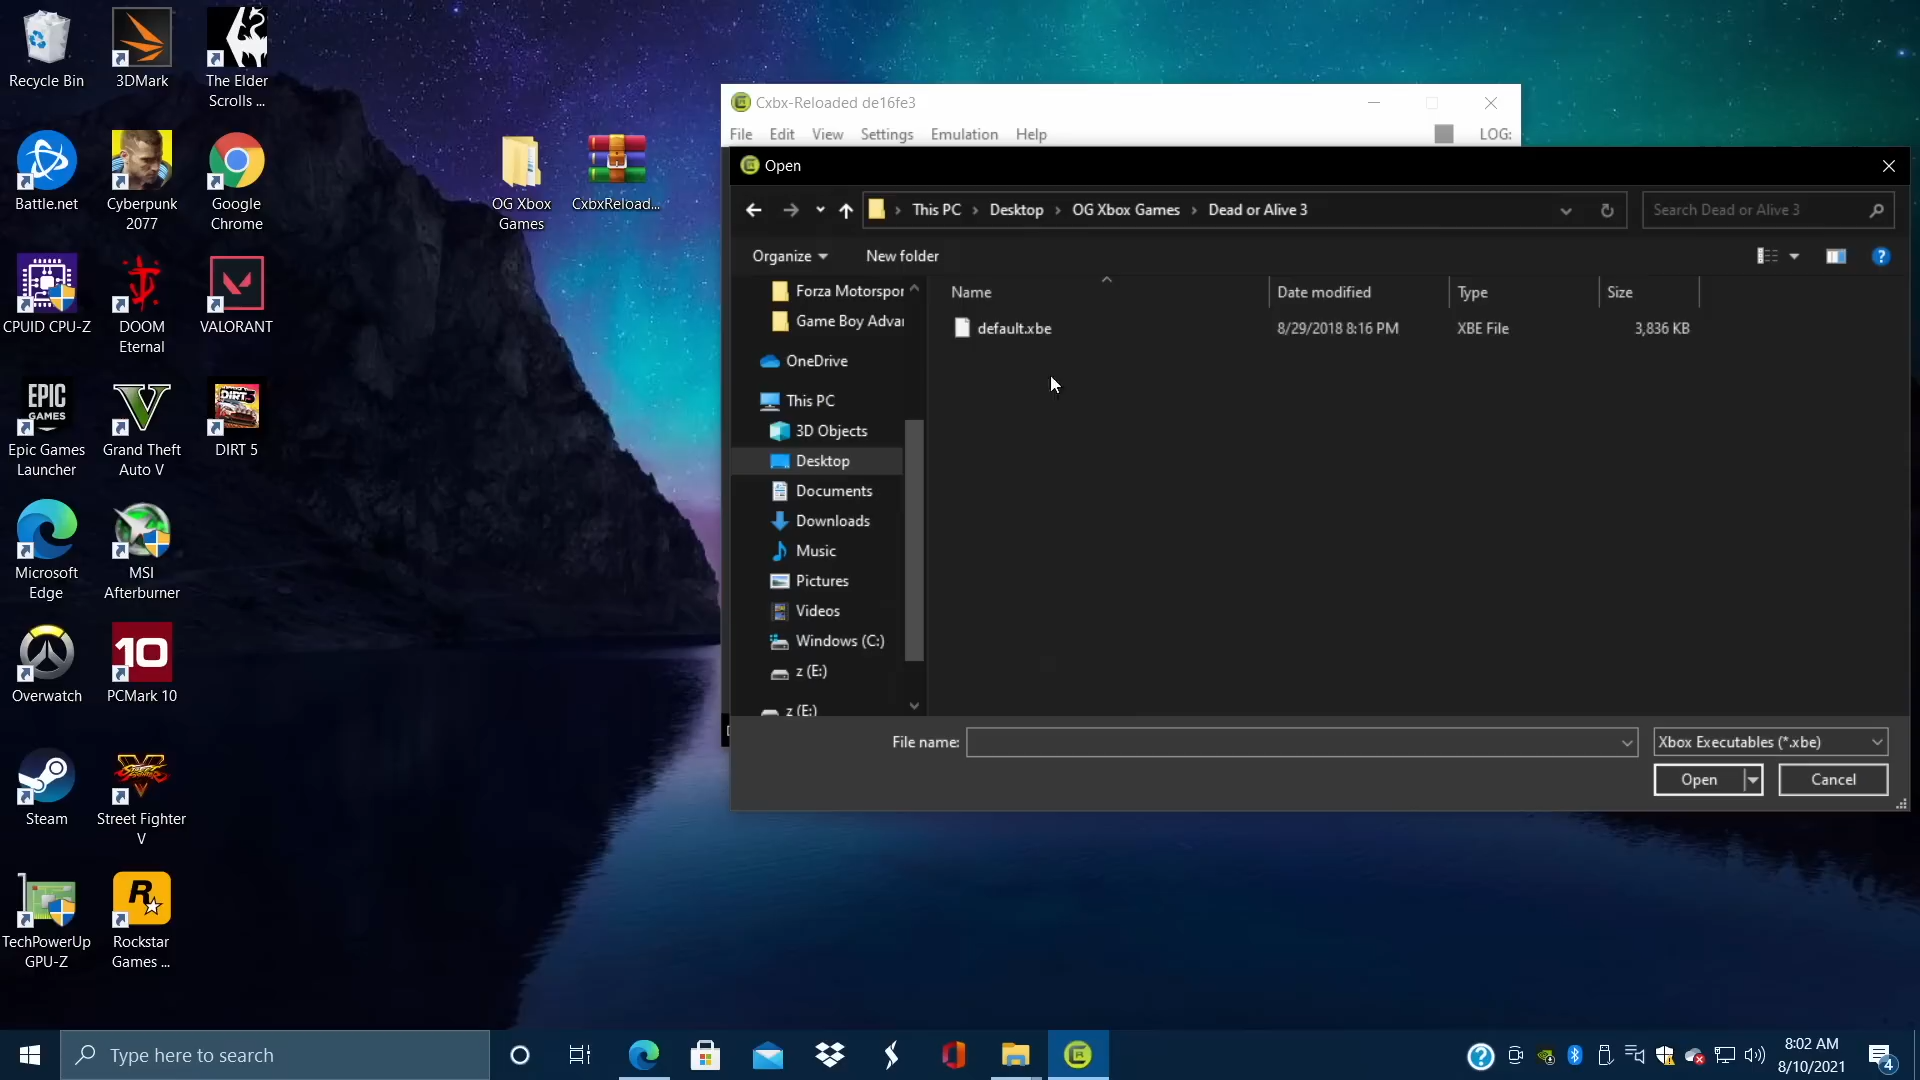 Recycle Bin
3DMark
The Elder
Scrolls ...
Battle.net
Cyberpunk
2077
Google
Chrome
CPUID CPU-Z
DOOM
Eternal
VALORANT
EPIC
GAMES
Epic Games
Launcher
Grand Theft
Auto V
DIRT 5
Microsoft
Edge
MSI
Afterburner
Overwatch
10
PCMark 10
Steam
Street Fighter
V
TechPowerUp
GPU-Z
Rockstar
Games ...
OG Xbox
Games
CxbxReload...
Cxbx-Reloaded de16fe3
File Edit View Settings Emulation Help LOG:
Open
This PC Desktop OG Xbox Games Dead or Alive 3
Search Dead or Alive 3
Organize New folder
Forza Motorspor
Game Boy Advar
OneDrive
This PC
3D Objects
Desktop
Documents
Downloads
Music
Pictures
Videos
Windows (C:)
z (E:)
z (E:)
Name Date modified Type Size
default.xbe 8/29/2018 8:16 PM XBE File 3,836 KB
File name:
Xbox Executables (*.xbe)
Open Cancel
Type here to search
8:02 AM
8/10/2021
4